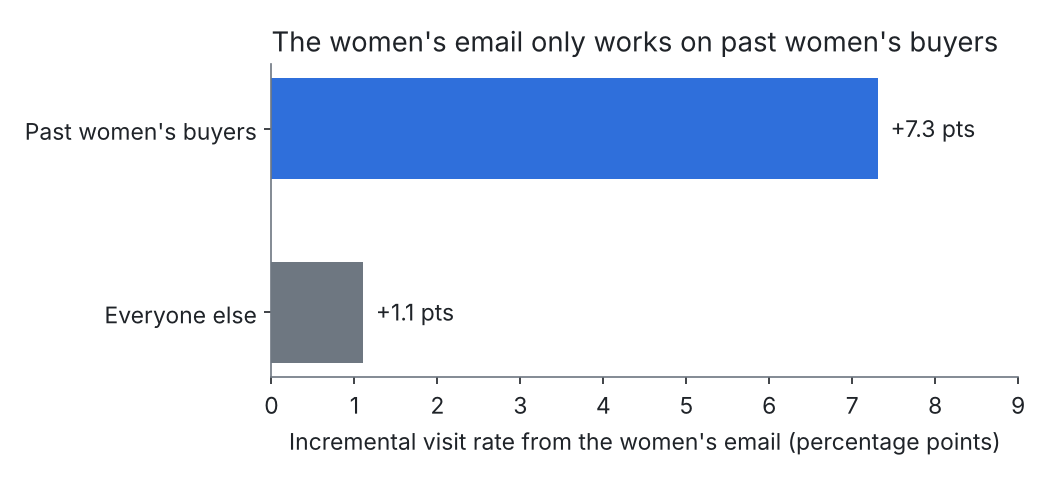 The women's email only works on past women's buyers
Past women's buyers
+7.3 pts
Everyone else
+1.1 pts
0 1 2 3 4 5 6 7 8 9
Incremental visit rate from the women's email (percentage points)